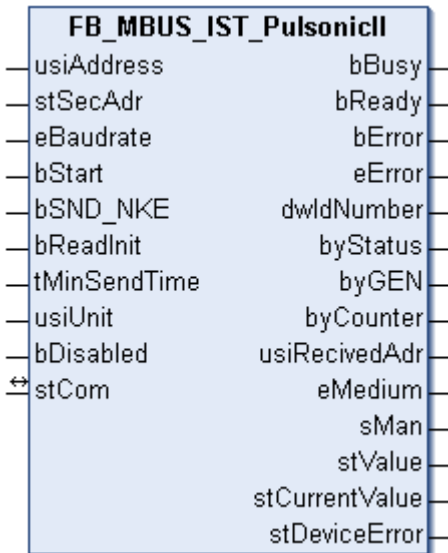 FB_MBUS_IST_PulsonicII
usiAddress bBusy
stSecAdr bReady
eBaudrate bError
bStart eError
bSND_NKE dwIdNumber
bReadInit byStatus
tMinSendTime byGEN
usiUnit byCounter
bDisabled usiRecivedAdr
stCom eMedium
sMan
stValue
stCurrentValue
stDeviceError